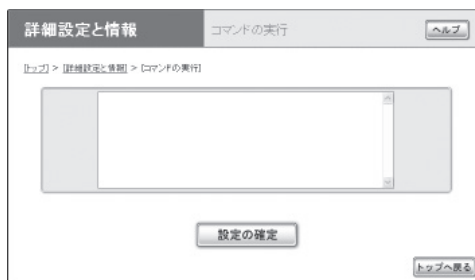 詳細設定と情報
コマンドの実行
ヘルプ
[トップ] > [詳細設定と情報] > [コマンドの実行]
設定の確定
トップへ戻る